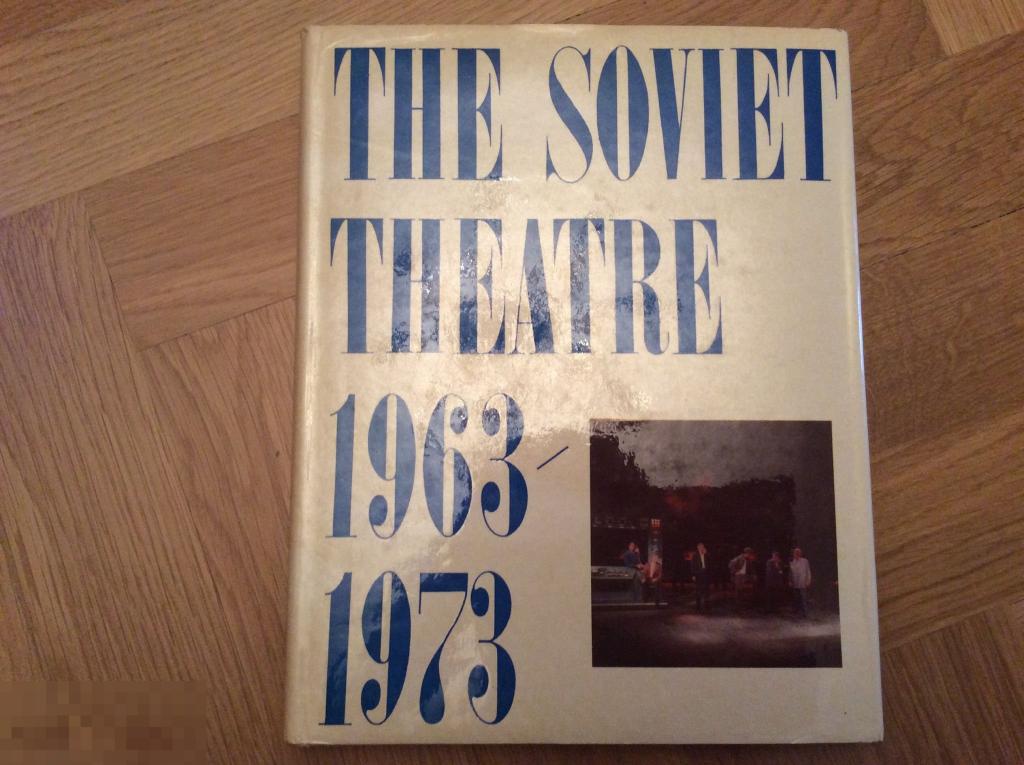 THE SOVIET
THEATRE
1963/
1973